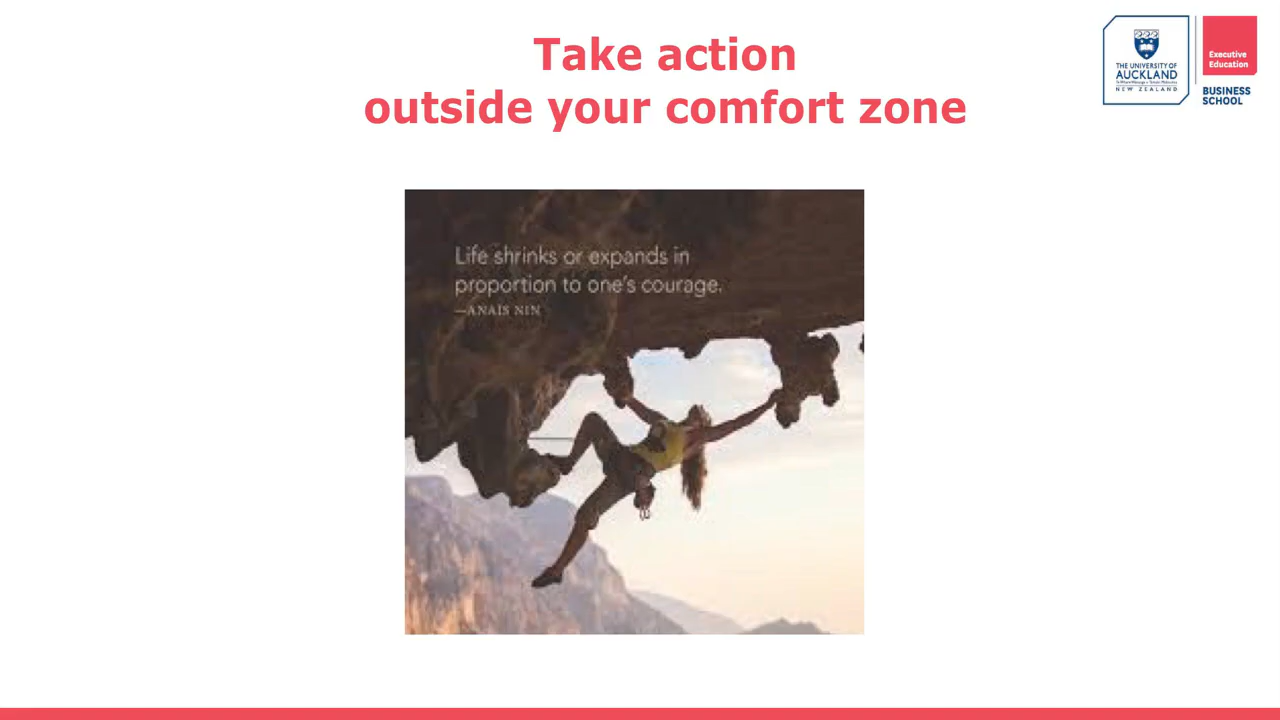 Take action
outside your comfort zone
THE UNIVERSITY OF
AUCKLAND
NEW ZEALAND
Executive
Education
BUSINESS
SCHOOL
Life shrinks or expands in
proportion to one's courage.
—ANAÏS NIN